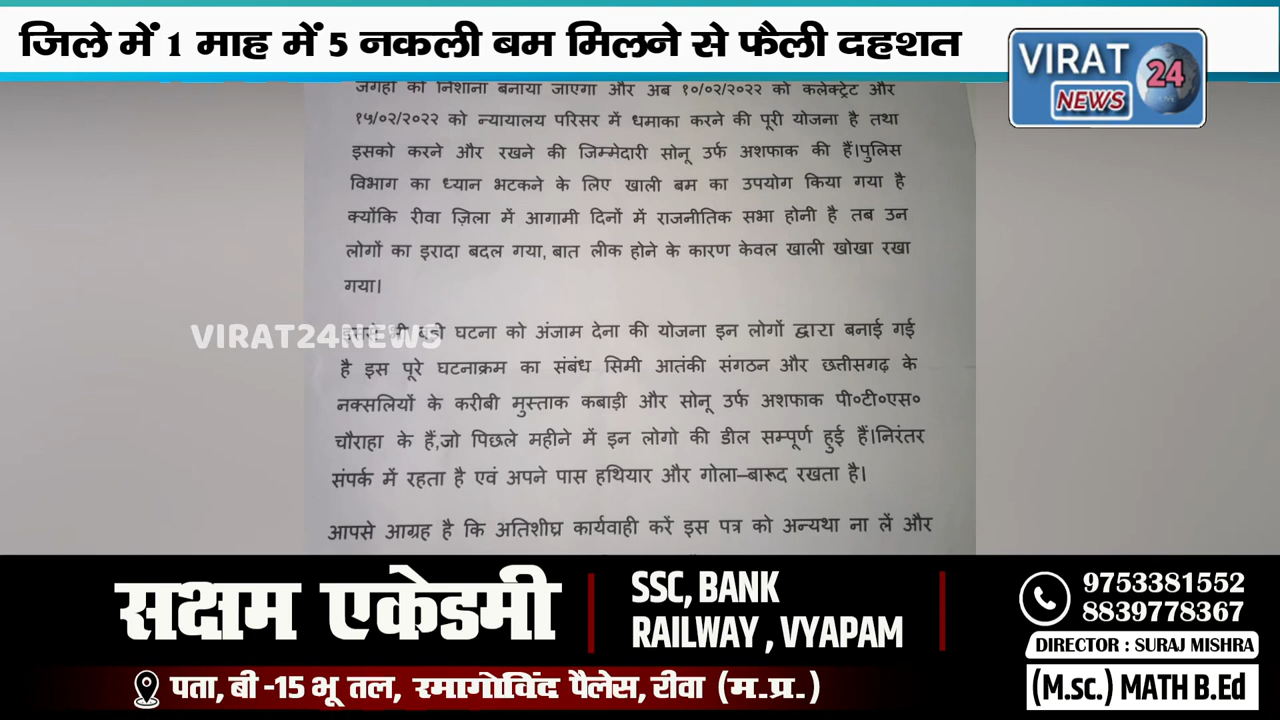 जिले में 1 माह में 5 नकली बम मिलने से फैली दहशत
VIRAT
24
NEWS
जगहों को निशाना बनाया जाएगा और अब १०/०२/२०२२ को कलेक्ट्रेट और
१५/०२/२०२२ को न्यायालय परिसर में धमाका करने की पूरी योजना है तथा
इसको करने और रखने की जिम्मेदारी सोनू उर्फ अशफाक की हैं।पुलिस
विभाग का ध्यान भटकने के लिए खाली बम का उपयोग किया गया है
क्योंकि रीवा ज़िला में आगामी दिनों में राजनीतिक सभा होनी है तब उन
लोगों का इरादा बदल गया, बात लीक होने के कारण केवल खाली खोखा रखा
गया।
VIRAT24NEWS
घटना को अंजाम देना की योजना इन लोगों द्वारा बनाई गई
है इस पूरे घटनाक्रम का संबंध सिमी आतंकी संगठन और छत्तीसगढ़ के
नक्सलियों के करीबी मुस्ताक कबाड़ी और सोनू उर्फ अशफाक पी०टी०एस०
चौराहा के हैं,जो पिछले महीने में इन लोगो की डील सम्पूर्ण हुई हैं।निरंतर
संपर्क में रहता है एवं अपने पास हथियार और गोला–बारूद रखता है।
आपसे आग्रह है कि अतिशीघ्र कार्यवाही करें इस पत्र को अन्यथा ना लें और
सक्षम एकेडमी
SSC, BANK
RAILWAY , VYAPAM
9753381552
8839778367
DIRECTOR : SURAJ MISHRA
(M.sc.) MATH B.Ed
पता, बी -15 भू तल, रमागोविंद पैलेस, रीवा (म.प्र.)